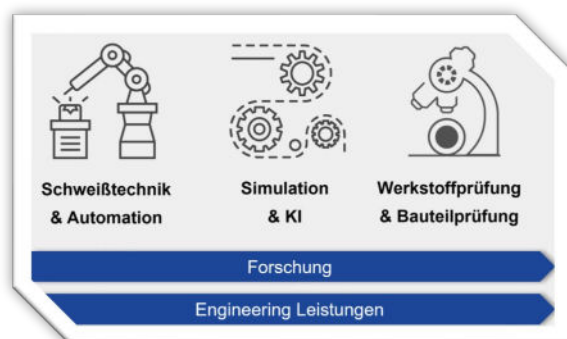 Schweißtechnik
& Automation
Simulation
& KI
Werkstoffprüfung
& Bauteilprüfung
Forschung
Engineering Leistungen